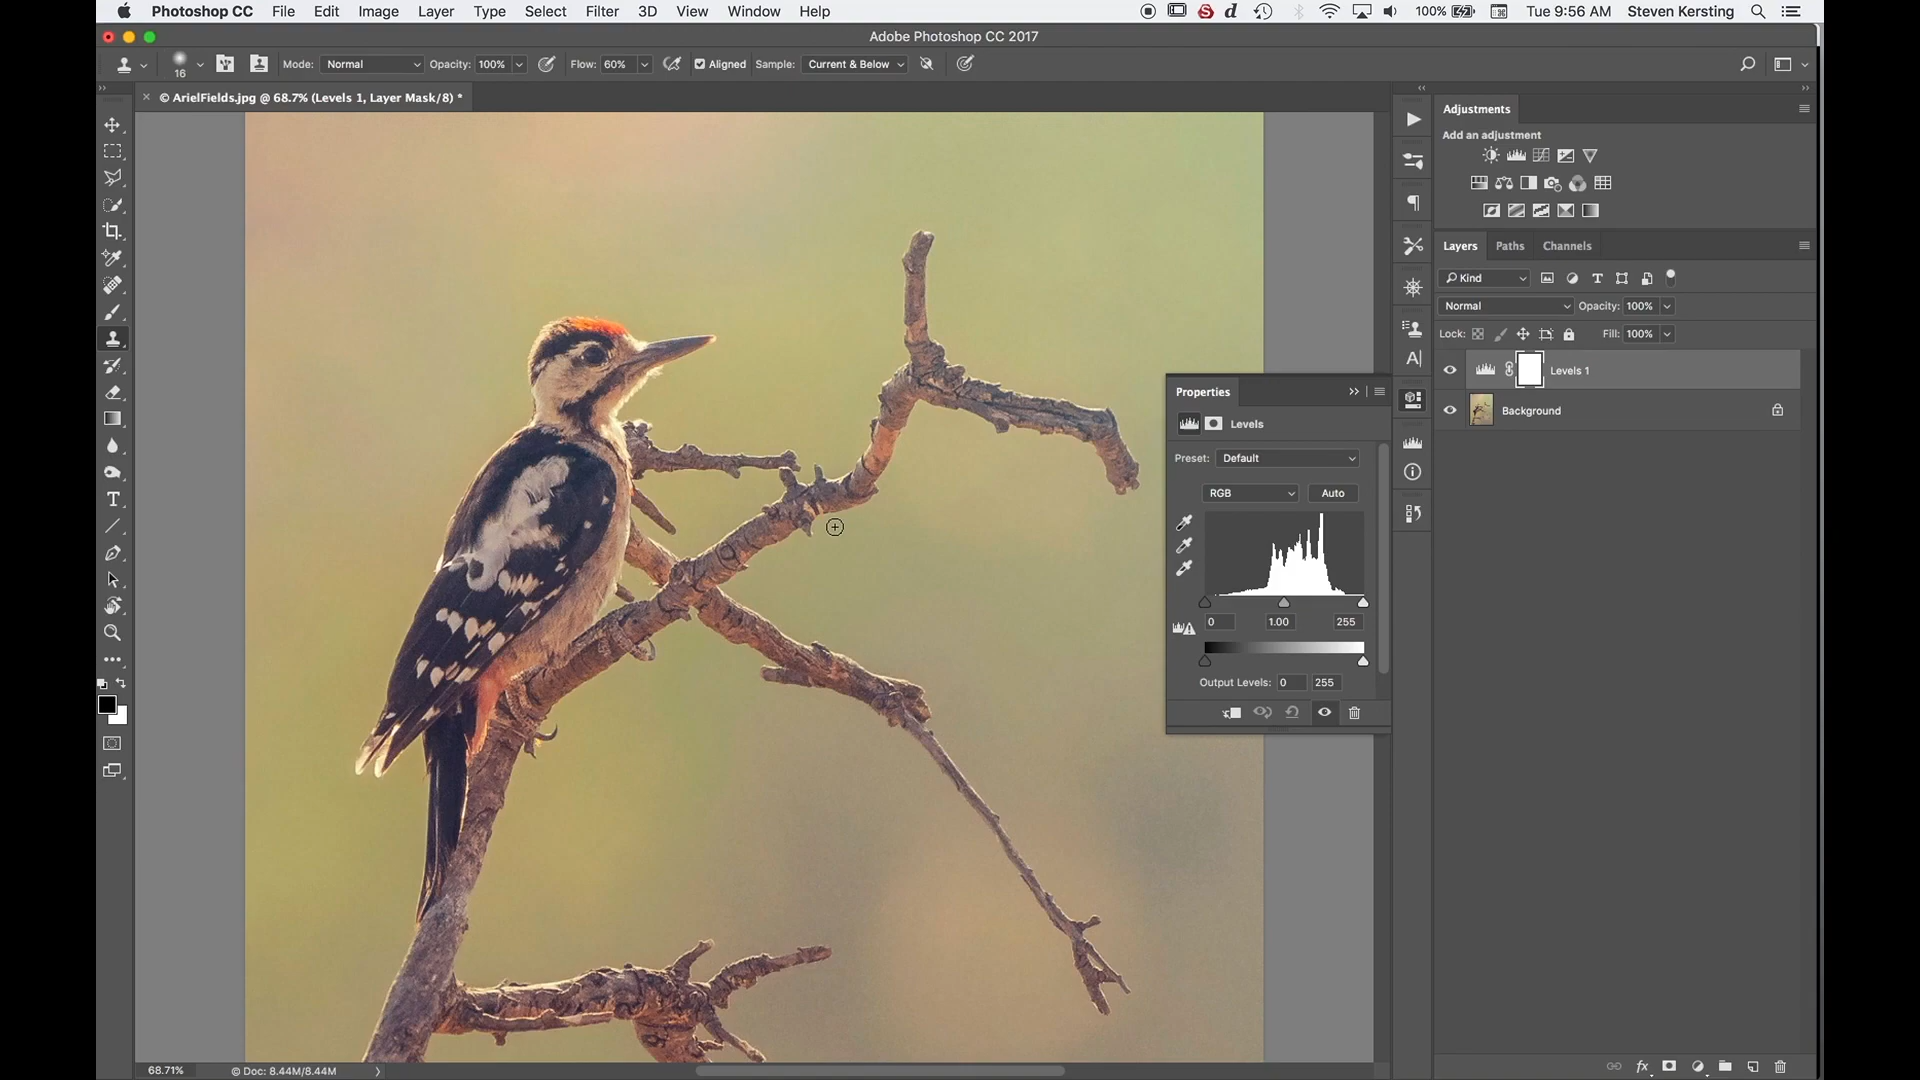 Photoshop CC File Edit Image Layer Type Select Filter 3D View Window Help 100% Tue 9:56 AM Steven Kersting
Adobe Photoshop CC 2017
16 Mode: Normal Opacity: 100% Flow: 60% Aligned Sample: Current & Below
© ArielFields.jpg @ 68.7% (Levels 1, Layer Mask/8) *
Adjustments
Add an adjustment
Layers Paths Channels
Kind
Normal Opacity: 100%
Lock: Fill: 100%
Levels 1
Background
Properties
Levels
Preset: Default
RGB Auto
0 1.00 255
Output Levels: 0 255
68.71% © Doc: 8.44M/8.44M